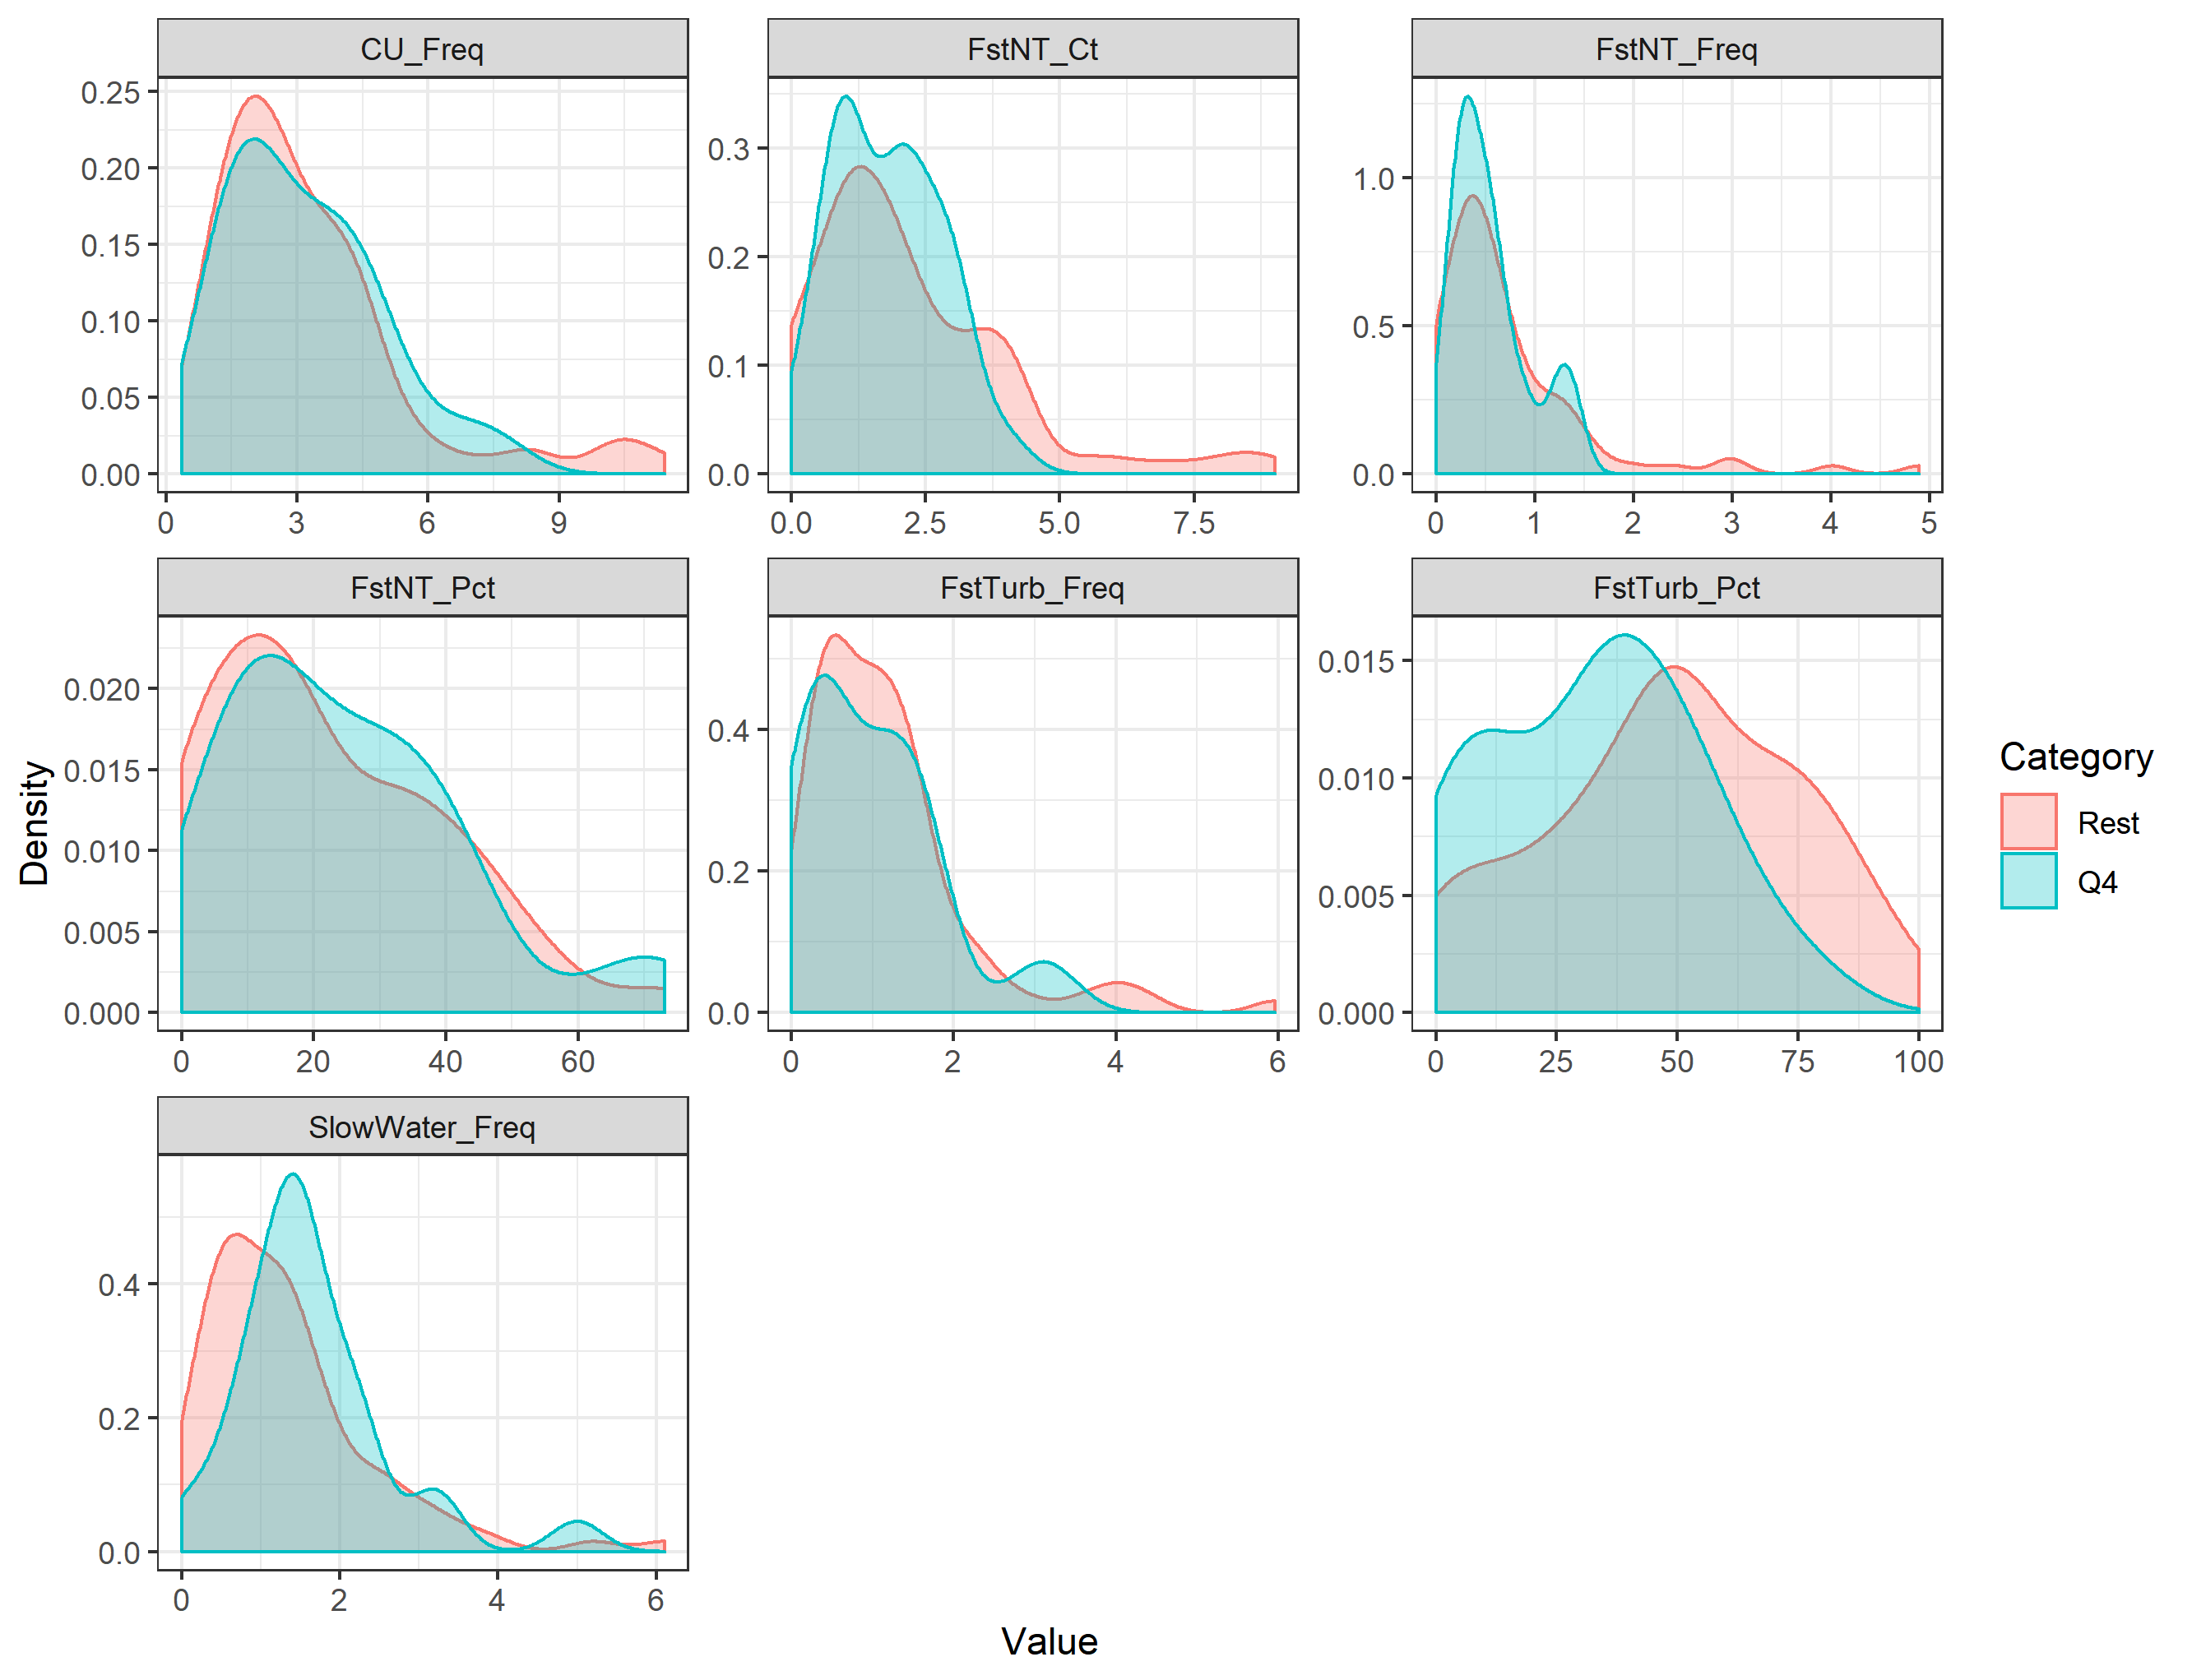 CU_Freq
FstNT_Ct
FstNT_Freq
0.25
0.20
0.15
0.10
0.05
0.00
0.3
0.2
0.1
0.0
1.0
0.5
0.0
0 3 6 9
0.0 2.5 5.0 7.5
0 1 2 3 4 5
FstNT_Pct
FstTurb_Freq
FstTurb_Pct
0.020
0.015
0.010
0.005
0.000
0.4
0.2
0.0
0.015
0.010
0.005
0.000
0 20 40 60
0 2 4 6
0 25 50 75 100
SlowWater_Freq
0.4
0.2
0.0
0 2 4 6
Density
Value
Category
Rest
Q4